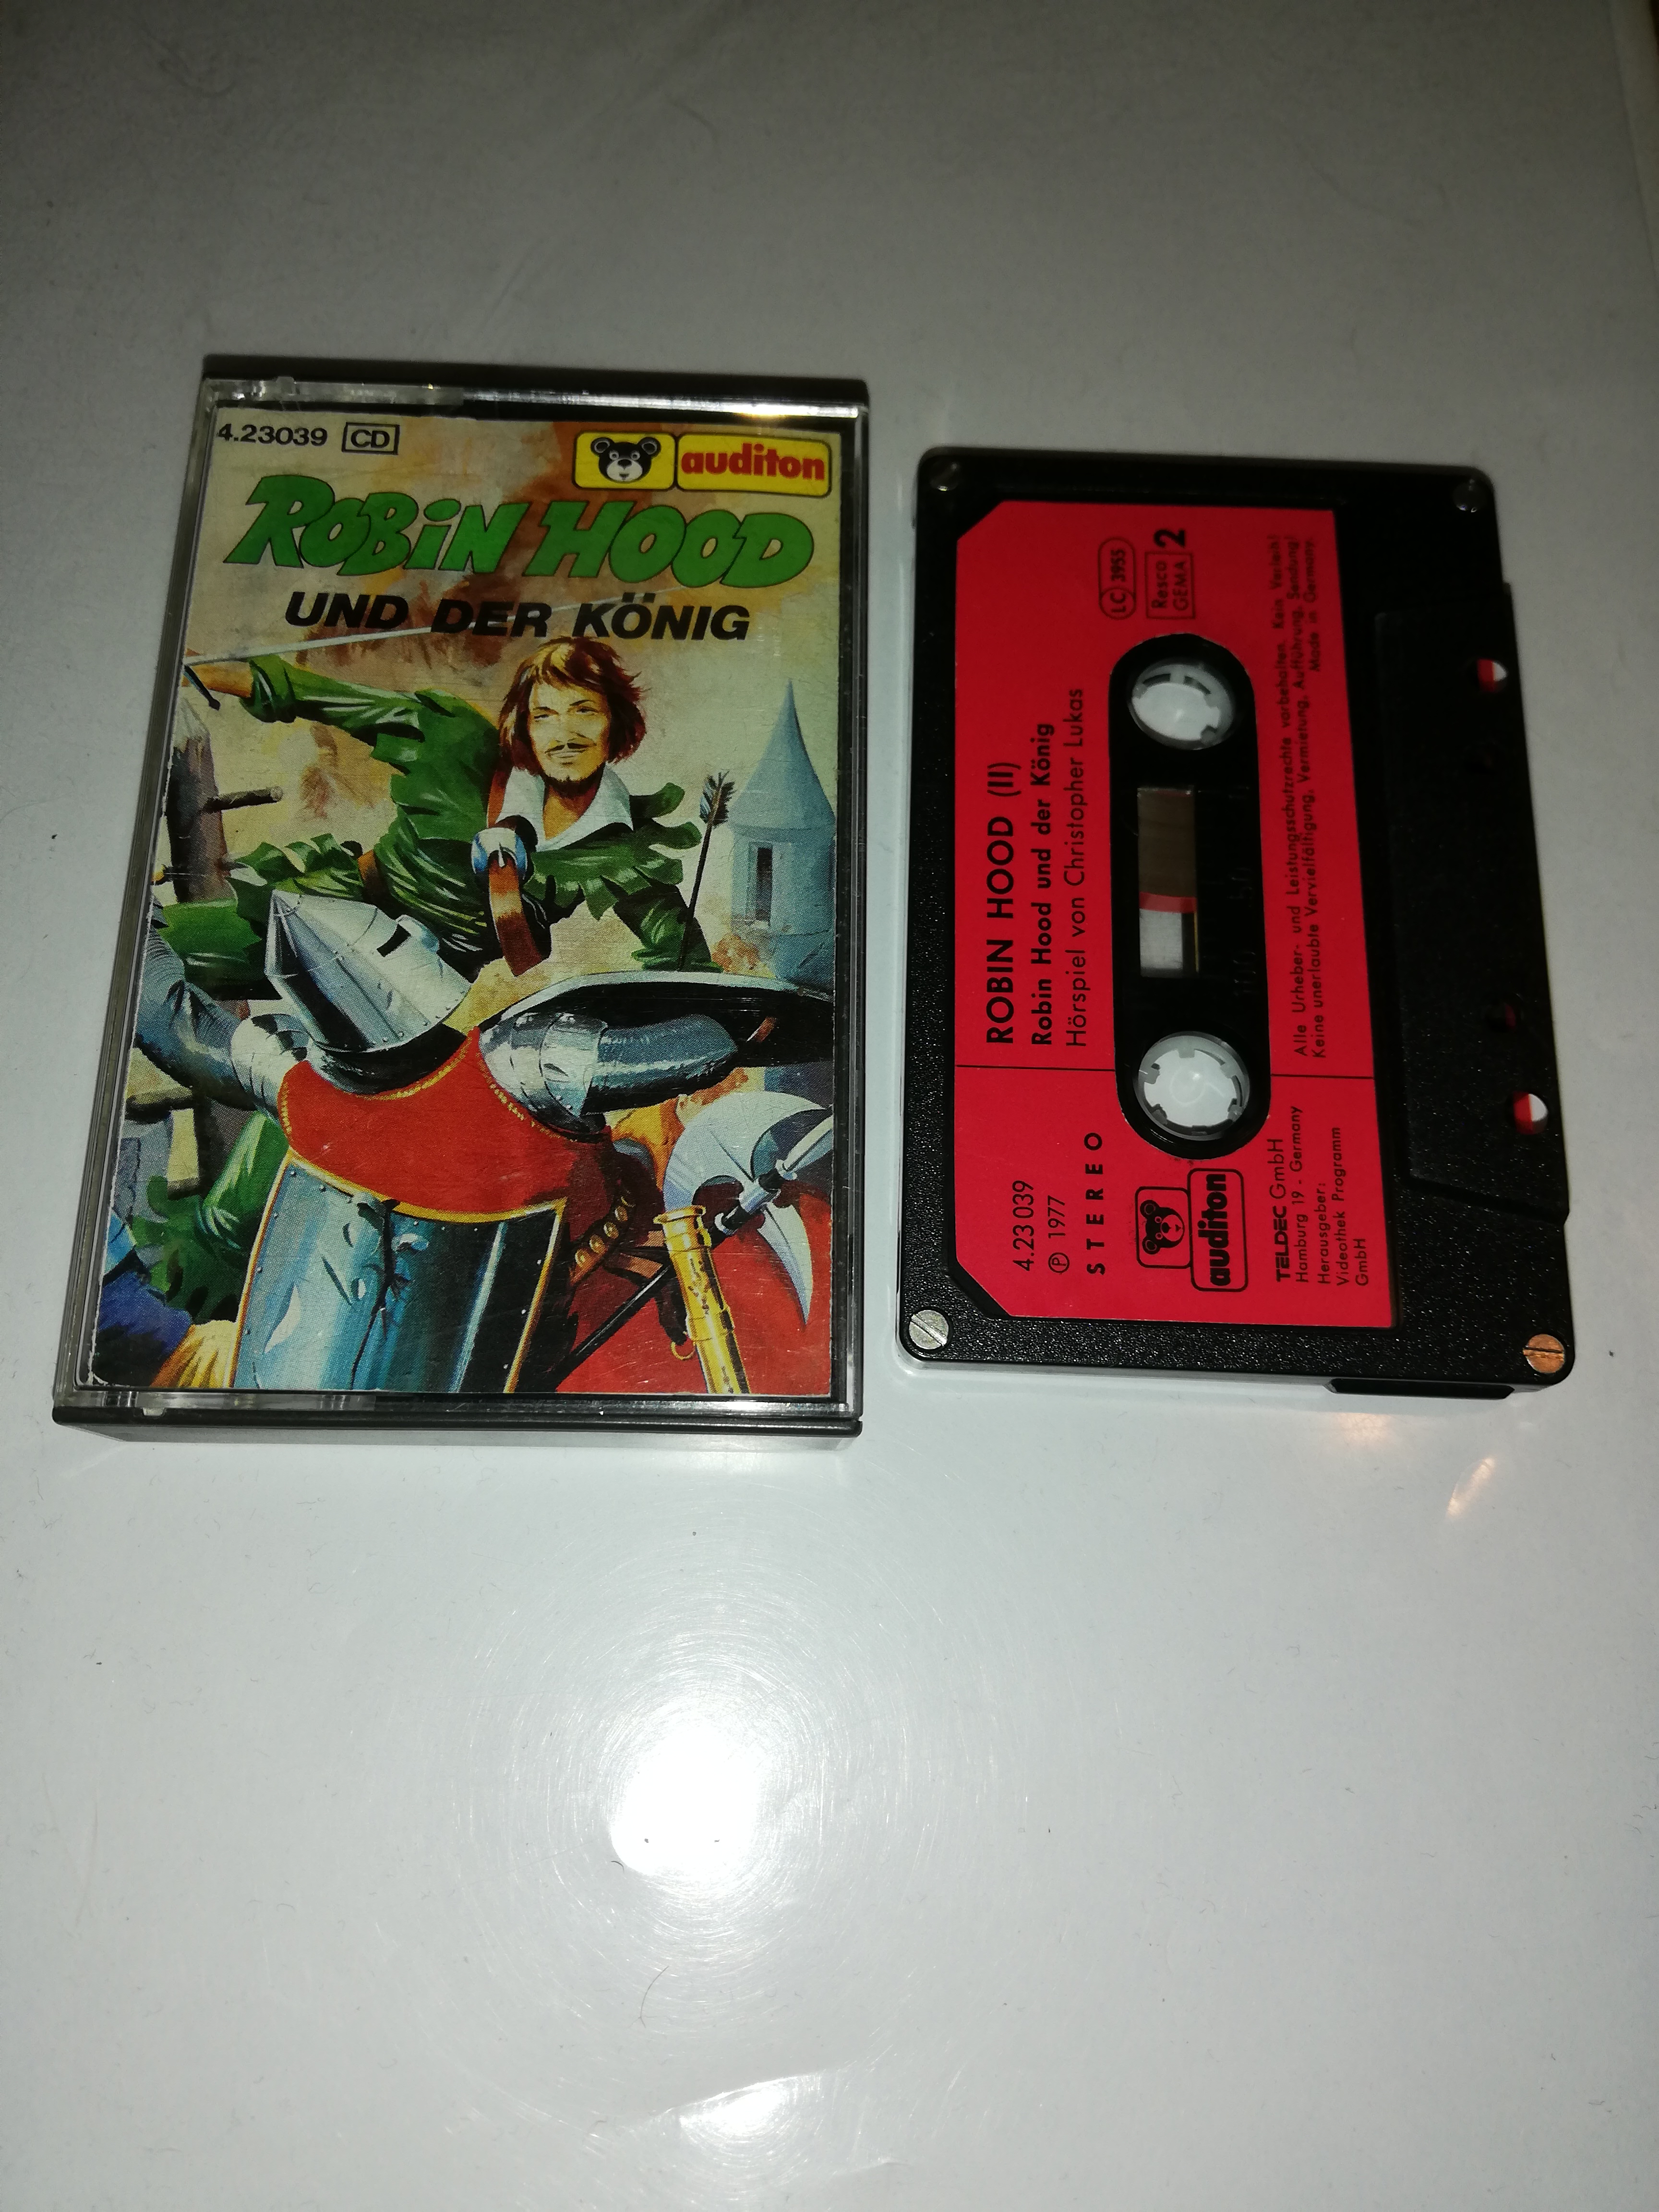 4.23039 CD
auditon
ROBIN HOOD
UND DER KÖNIG
ROBIN HOOD (II)
Robin Hood und der König
Hörspiel von Christopher Lukas
LC 3955
Resco
GEMA
2
4.23 039
℗ 1977
STEREO
auditon
TELDEC GmbH
Hamburg 19 - Germany
Herausgeber:
Videothek Programm
GmbH
Alle Urheber- und Leistungsschutzrechte vorbehalten. Kein Verleih!
Keine unerlaubte Vervielfältigung, Vermietung, Aufführung, Sendung!
Made in Germany.
100 50